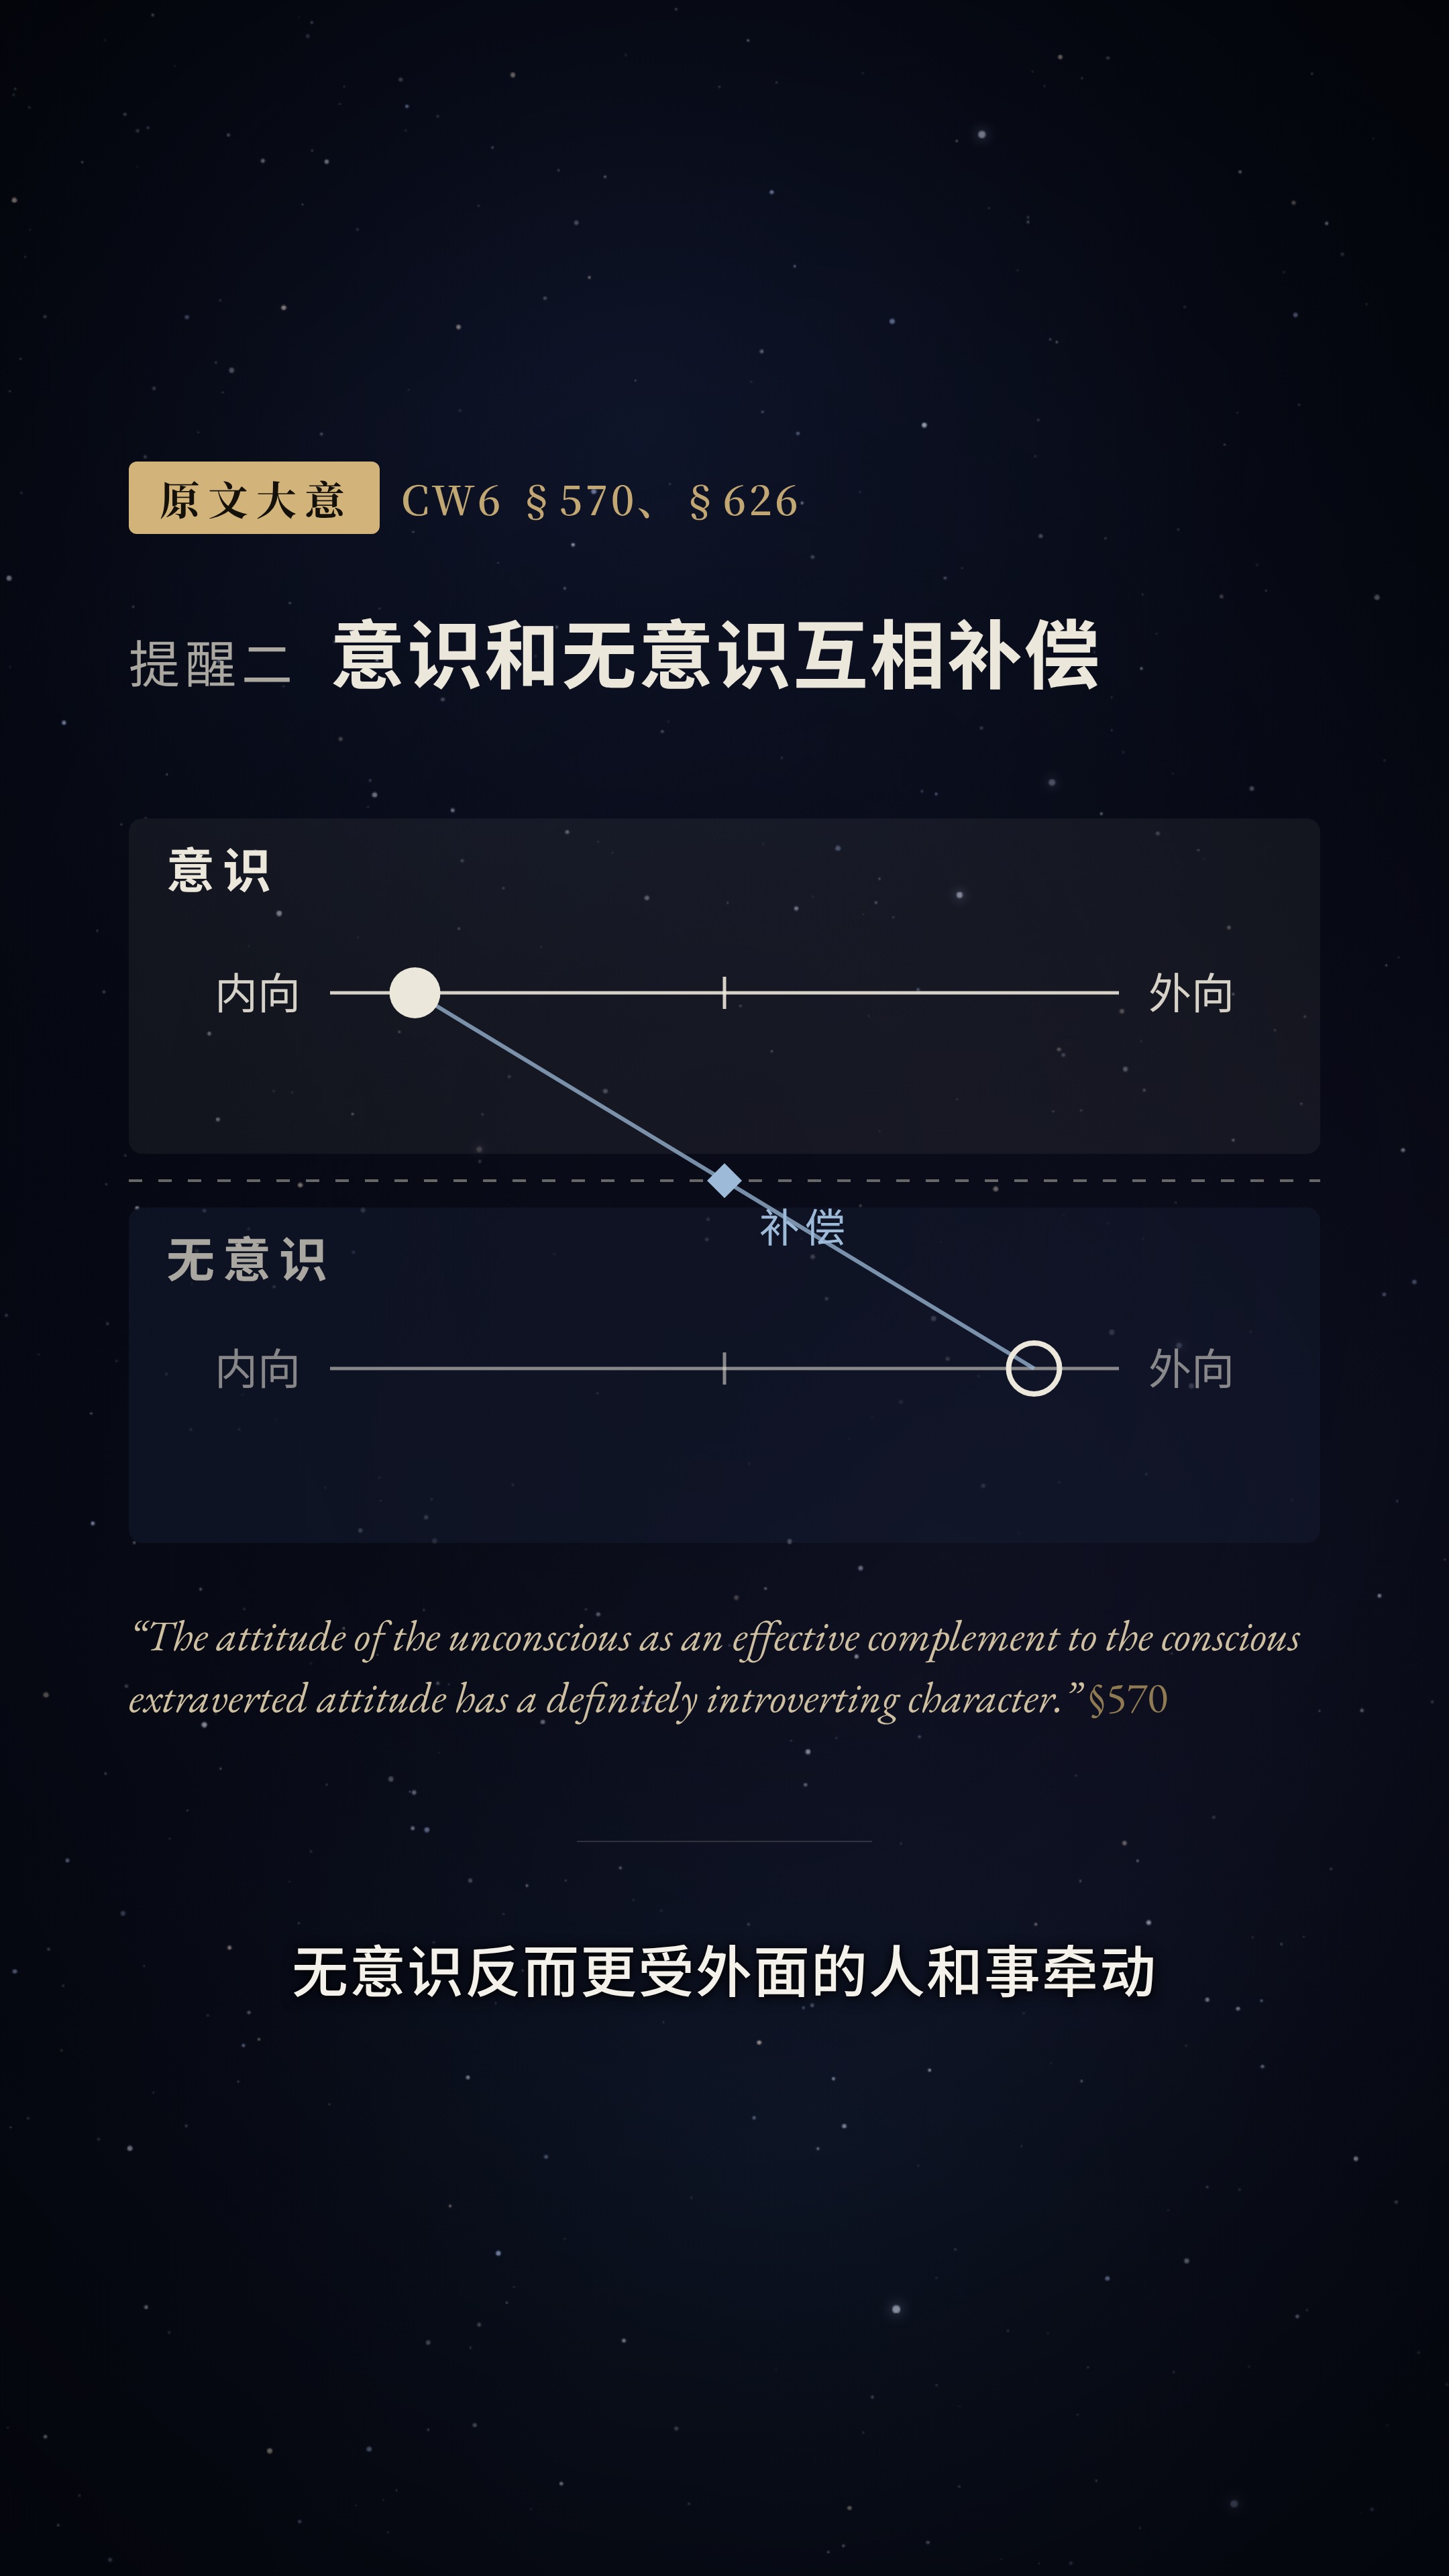 原文大意 CW6 §570、§626
提醒二 意识和无意识互相补偿
意识
内向 外向
补偿
无意识
内向 外向
“The attitude of the unconscious as an effective complement to the conscious
extraverted attitude has a definitely introverting character.” §570
无意识反而更受外面的人和事牵动